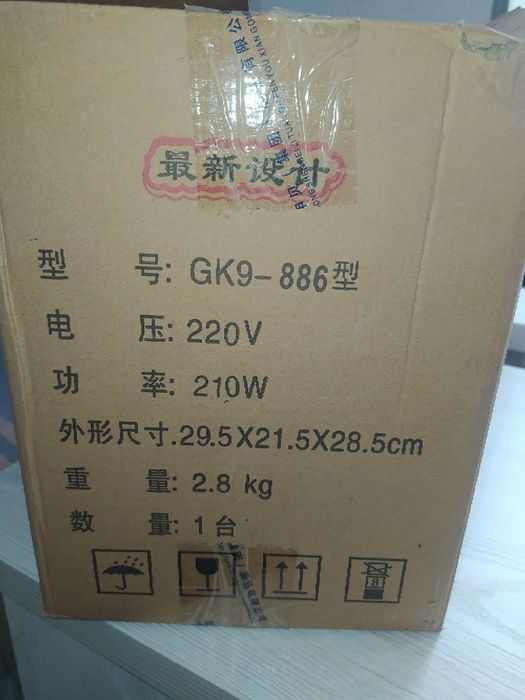 最新设计
型 号: GK9-886型
电 压: 220V
功 率: 210W
外形尺寸.29.5X21.5X28.5cm
重 量: 2.8 kg
数 量: 1台
8